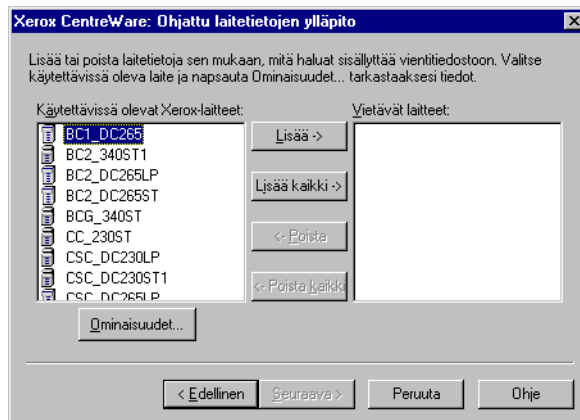 Xerox CentreWare: Ohjattu laitetietojen ylläpito
Lisää tai poista laitetietoja sen mukaan, mitä haluat sisällyttää vientitiedostoon. Valitse
käytettävissä oleva laite ja napsauta Ominaisuudet... tarkastaaksesi tiedot.
Käytettävissä olevat Xerox-laitteet:
Vietävät laitteet:
BC1_DC265
BC2_340ST1
BC2_DC265LP
BC2_DC265ST
BCG_340ST
CC_230ST
CSC_DC230LP
CSC_DC230ST1
CSC_DC265LP
Lisää ->
Lisää kaikki ->
<- Poista
<- Poista kaikki
Ominaisuudet...
< Edellinen
Seuraava >
Peruuta
Ohje